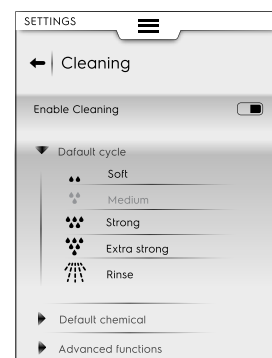 SETTINGS
Cleaning
Enable Cleaning
Dafault cycle
Soft
Medium
Strong
Extra strong
Rinse
Default chemical
Advanced functions